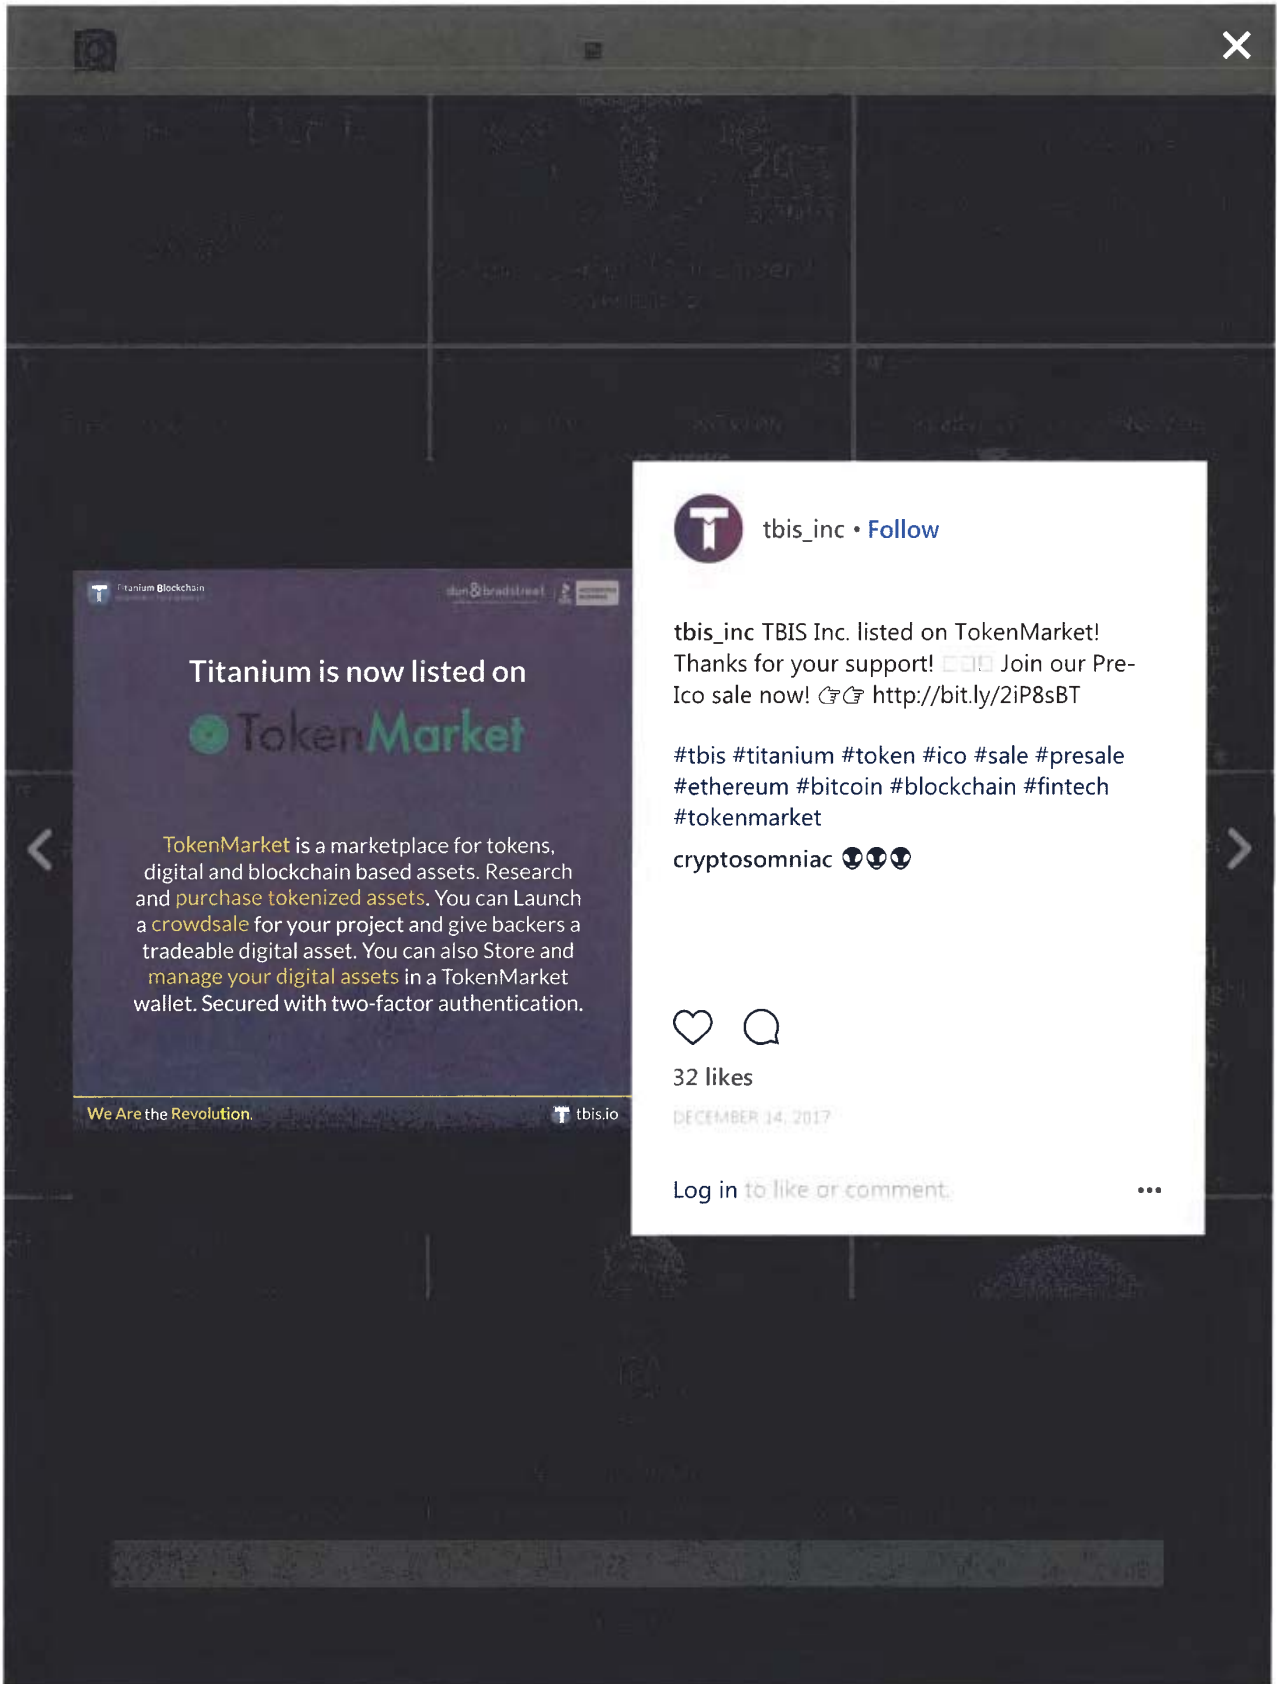 Titanium Blockchain
dun & bradstreet
Titanium is now listed on
TokenMarket
TokenMarket is a marketplace for tokens,
digital and blockchain based assets. Research
and purchase tokenized assets. You can Launch
a crowdsale for your project and give backers a
tradeable digital asset. You can also Store and
manage your digital assets in a TokenMarket
wallet. Secured with two-factor authentication.
We Are the Revolution.
tbis.io
tbis_inc • Follow
tbis_inc TBIS Inc. listed on TokenMarket!
Thanks for your support! Join our Pre-
Ico sale now! 👉👉 http://bit.ly/2iP8sBT
#tbis #titanium #token #ico #sale #presale
#ethereum #bitcoin #blockchain #fintech
#tokenmarket
cryptosomniac 👽👽👽
32 likes
DECEMBER 14, 2017
Log in to like or comment.